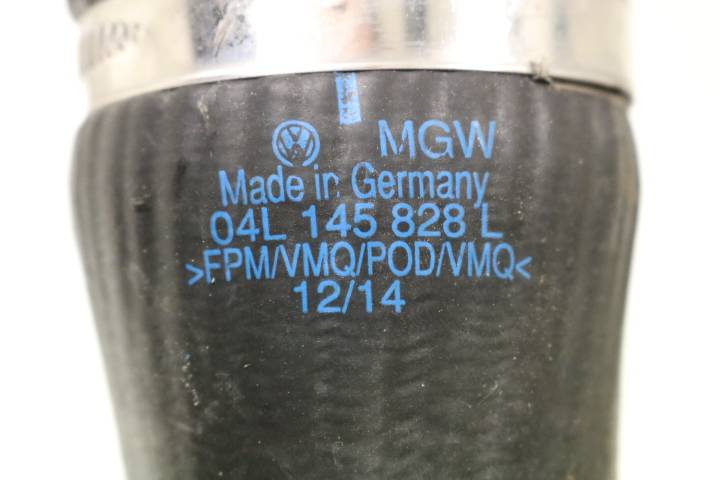 MGW
Made in Germany
04L 145 828 L
>FPM/VMQ/POD/VMQ<
12/14